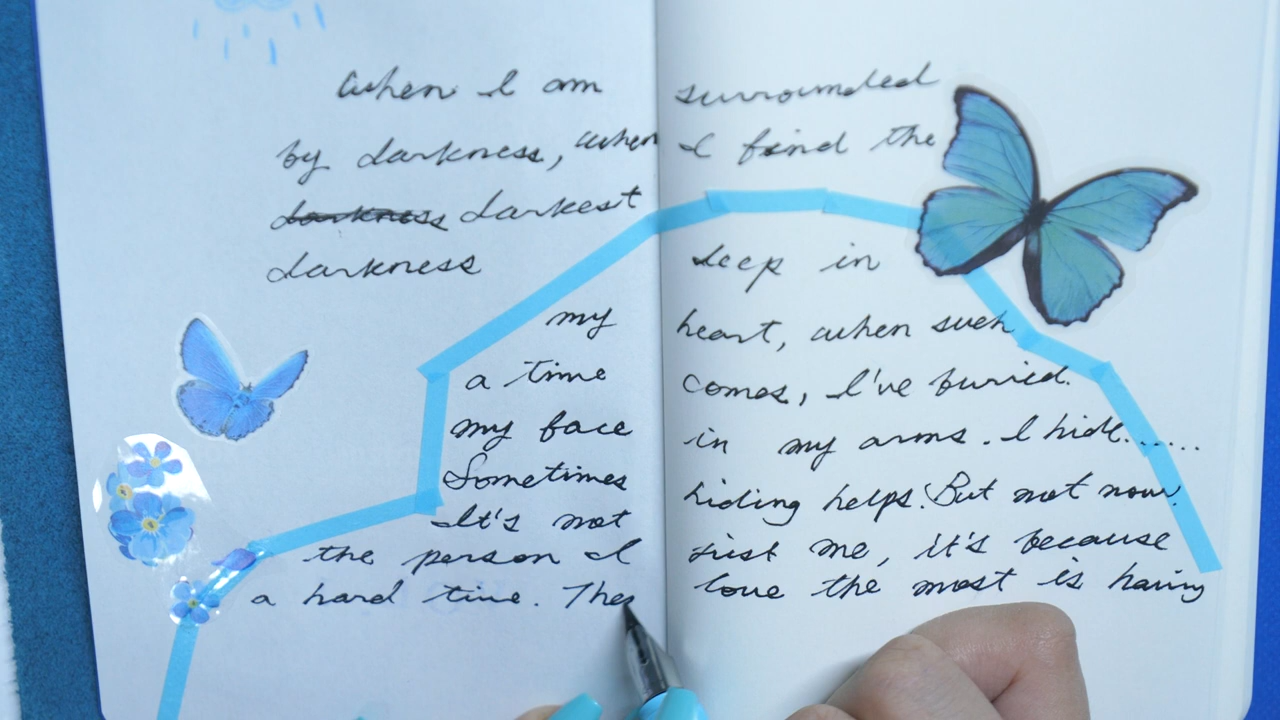 When I am surrounded
by darkness, when I find the
darkness darkest
darkness deep in
my heart, when such
a time comes, I've buried.
my face in my arms. I hide......
Sometimes hiding helps. But not now.
It's not just me, it's because
the person I love the most is having
a hard time. Thes